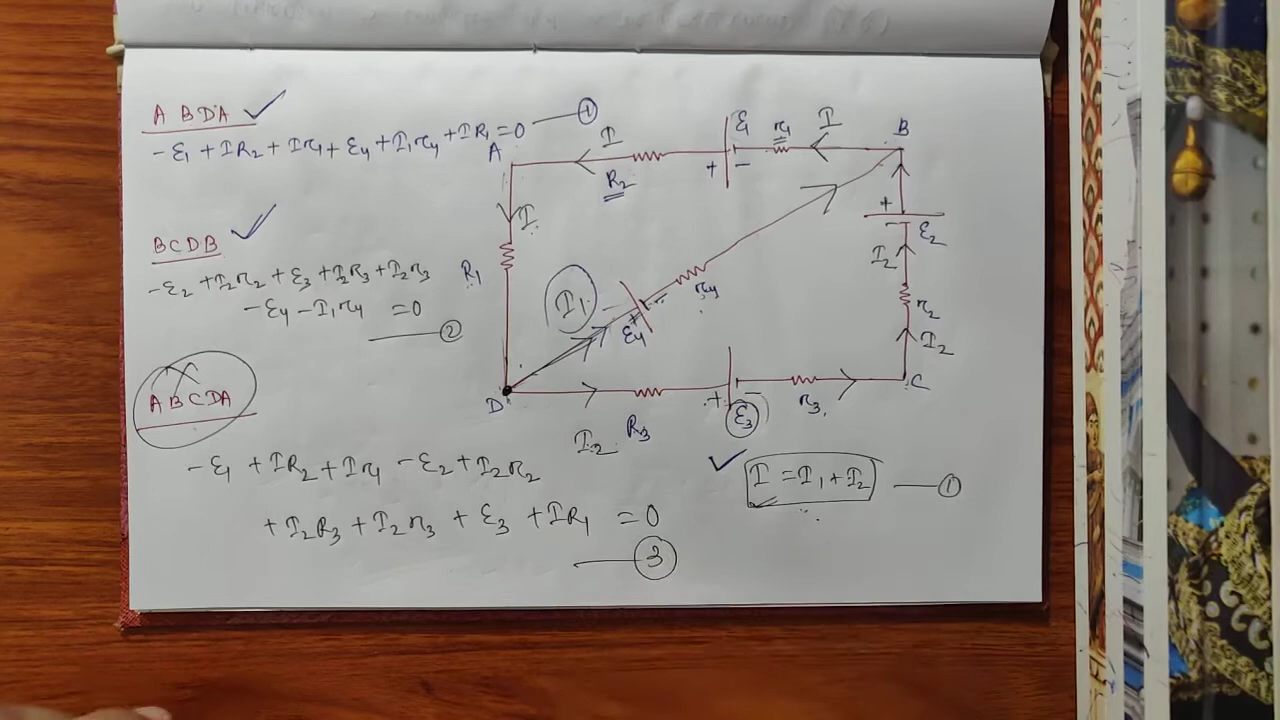 ABDA
-ε1 + IR2 + Ir1 + ε4 + I1r4 + IR1 = 0 — 1
BCDB
-ε2 + I2r2 + ε3 + I2R3 + I2r3
-ε4 - I1r4 = 0
2
ABCDA
-ε1 + IR2 + Ir1 - ε2 + I2r2
+ I2R3 + I2r3 + ε3 + IR1 = 0
3
A
I
R2
+
ε1
-
r1
I
B
I
R1
I1
+
ε4
-
r4
+
-
ε2
I2
r2
I2
D
I2
R3
+
ε3
-
r3
C
I = I1 + I2 — 1